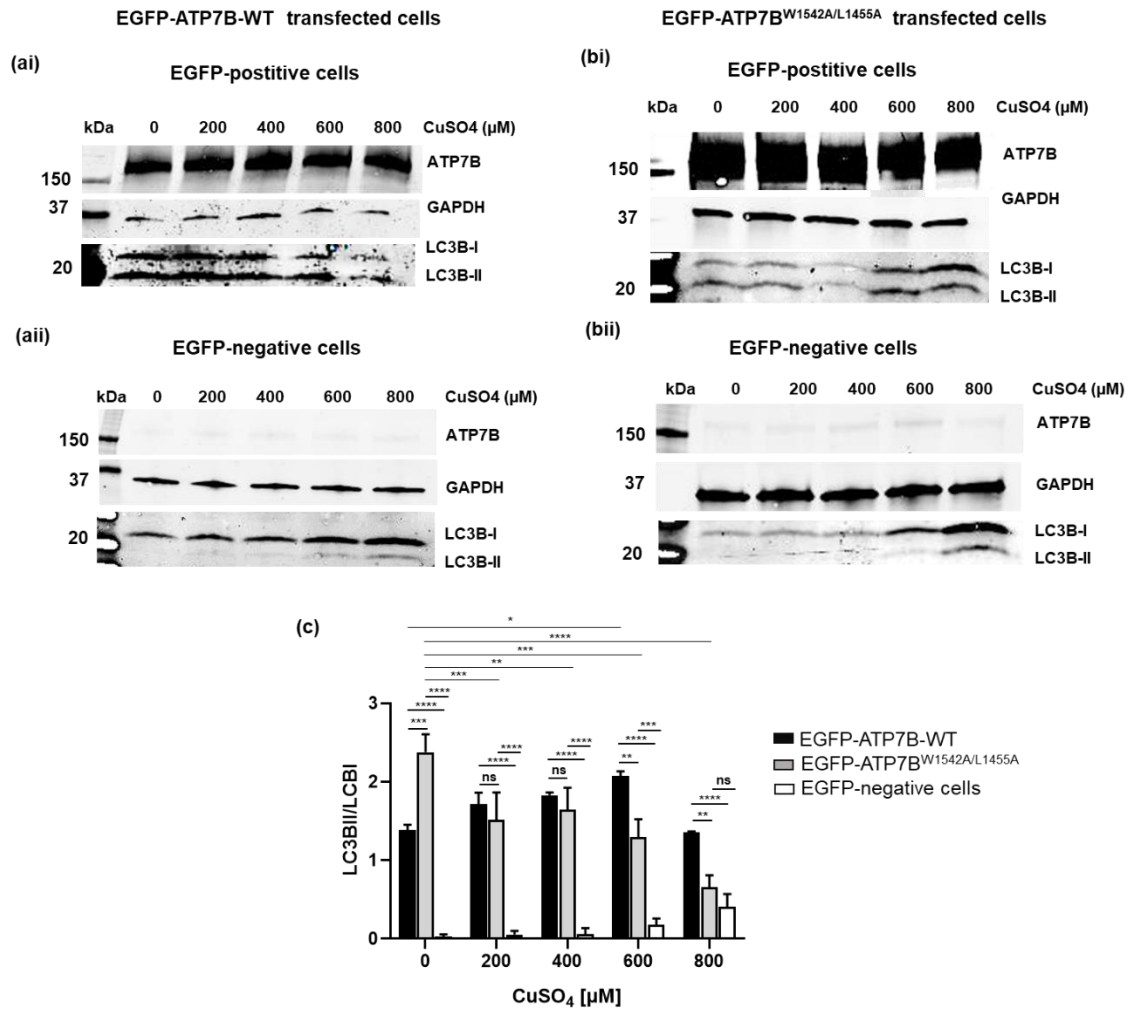 EGFP-ATP7B-WT transfected cells
EGFP-ATP7BW1542A/L1455A transfected cells
(ai)
EGFP-postitive cells
kDa 0 200 400 600 800 CuSO4 (µM)
150 ATP7B
37 GAPDH
LC3B-I
20 LC3B-II
(bi)
EGFP-postitive cells
kDa 0 200 400 600 800 CuSO4 (µM)
150 ATP7B
GAPDH
37
LC3B-I
20 LC3B-II
(aii)
EGFP-negative cells
kDa 0 200 400 600 800 CuSO4 (µM)
150 ATP7B
37 GAPDH
20 LC3B-I
LC3B-II
(bii)
EGFP-negative cells
kDa 0 200 400 600 800 CuSO4 (µM)
150 ATP7B
37 GAPDH
LC3B-I
20 LC3B-II
(c)
*
****
***
**
***
****
****
***
****
****
ns
****
****
ns
***
****
**
ns
****
**
3
2
1
0
LC3BII/LCBI
0 200 400 600 800
CuSO4 [µM]
EGFP-ATP7B-WT
EGFP-ATP7BW1542A/L1455A
EGFP-negative cells